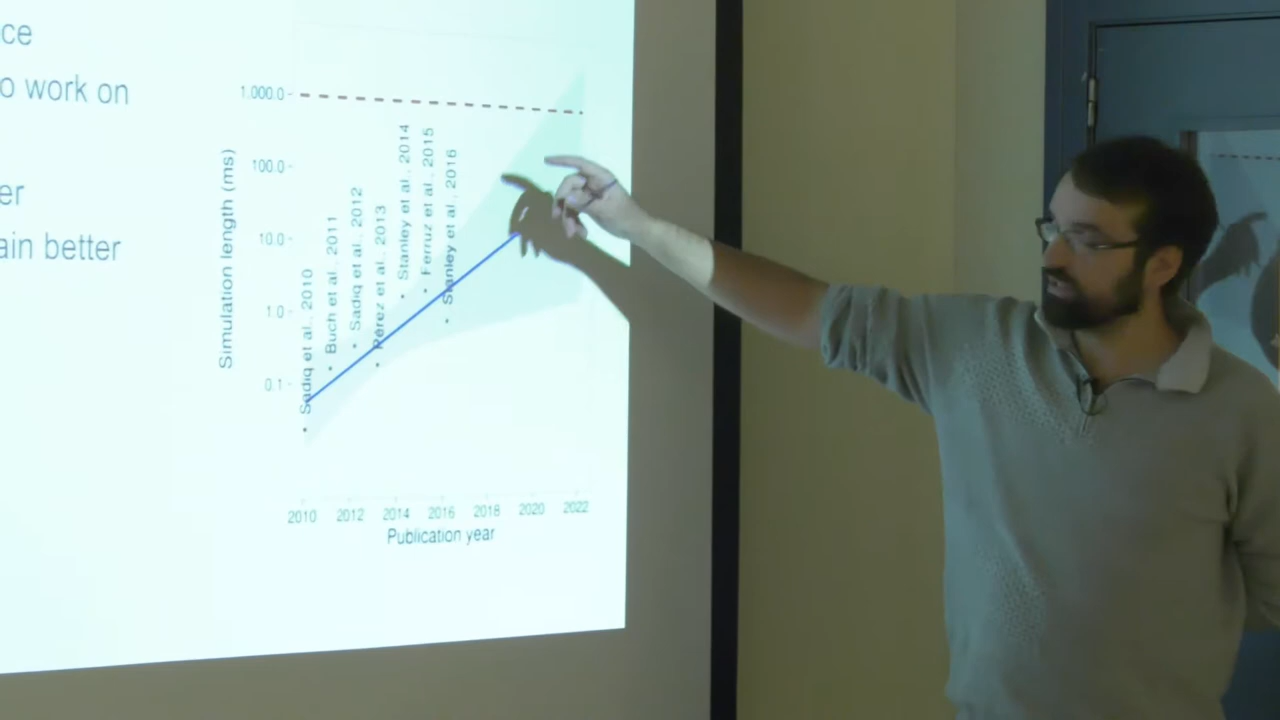 ce
o work on
er
ain better
1,000.0
100.0
10.0
1.0
0.1
Simulation length (ms)
Sadiq et al., 2010
Buch et al., 2011
Sadiq et al., 2012
Pérez et al., 2013
Stanley et al., 2014
Ferruz et al., 2015
Stanley et al., 2016
2010 2012 2014 2016 2018 2020 2022
Publication year